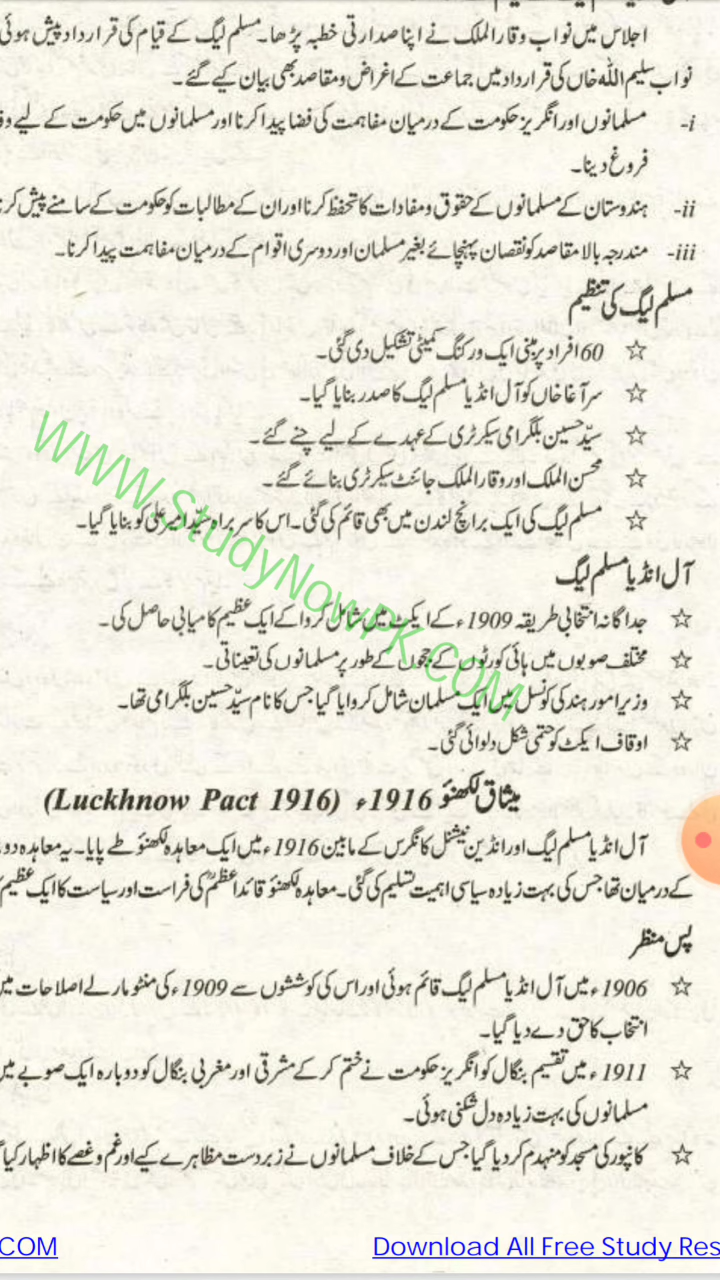 اجلاس میں نواب وقار الملک نے اپنا صدارتی خطبہ پڑھا۔ مسلم لیگ کے قیام کی قرارداد پیش ہوئی
نواب سلیم اللہ خاں کی قرارداد میں جماعت کے اغراض و مقاصد بھی بیان کیے گئے۔
i- مسلمانوں اور انگریز حکومت کے درمیان مفاہمت کی فضا پیدا کرنا اور مسلمانوں میں حکومت کے لیے
فروغ دینا۔
ii- ہندوستان کے مسلمانوں کے حقوق و مفادات کا تحفظ کرنا اور ان کے مطالبات کو حکومت کے سامنے پیش کرنا
iii- مندرجہ بالا مقاصد کو نقصان پہنچائے بغیر مسلمان اور دوسری اقوام کے درمیان مفاہمت پیدا کرنا۔
مسلم لیگ کی تنظیم
☆ 60 افراد پر مبنی ایک ورکنگ کمیٹی تشکیل دی گئی۔
☆ سر آغا خاں کو آل انڈیا مسلم لیگ کا صدر بنایا گیا۔
☆ سیّد حسین بلگرامی سیکرٹری کے عہدے کے لیے چنے گئے۔
☆ محسن الملک اور وقار الملک جائنٹ سیکرٹری بنائے گئے۔
☆ مسلم لیگ کی ایک برانچ لندن میں بھی قائم کی گئی۔ اس کا سربراہ سیّد امیر علی کو بنایا گیا۔
WWW.StudyNowPK.COM
آل انڈیا مسلم لیگ
☆ جداگانہ انتخابی طریقہ 1909ء کے ایکٹ میں شامل کروا کے ایک عظیم کامیابی حاصل کی۔
☆ مختلف صوبوں میں ہائی کورٹوں کے ججوں کے طور پر مسلمانوں کی تعیناتی۔
☆ وزیر امور ہند کی کونسل میں ایک مسلمان شامل کروایا گیا جس کا نام سیّد حسین بلگرامی تھا۔
☆ اوقاف ایکٹ کو حتمی شکل دلوائی گئی۔
میثاق لکھنؤ 1916ء (Luckhnow Pact 1916)
آل انڈیا مسلم لیگ اور انڈین نیشنل کانگرس کے مابین 1916ء میں ایک معاہدہ لکھنؤ طے پایا۔ یہ معاہدہ دو
کے درمیان تھا جس کی بہت زیادہ سیاسی اہمیت تسلیم کی گئی۔ معاہدہ لکھنؤ قائداعظمؒ کی فراست اور سیاست کا ایک عظیم
پس منظر
☆ 1906ء میں آل انڈیا مسلم لیگ قائم ہوئی اور اس کی کوششوں سے 1909ء کی منٹو مارلے اصلاحات میں
انتخاب کا حق دے دیا گیا۔
☆ 1911ء میں تقسیم بنگال کو انگریز حکومت نے ختم کر کے مشرقی اور مغربی بنگال کو دوبارہ ایک صوبے میں
مسلمانوں کی بہت زیادہ دل شکنی ہوئی۔
☆ کانپور کی مسجد کو منہدم کر دیا گیا جس کے خلاف مسلمانوں نے زبردست مظاہرے کیے اور غم و غصے کا اظہار کیا
COM
Download All Free Study Res